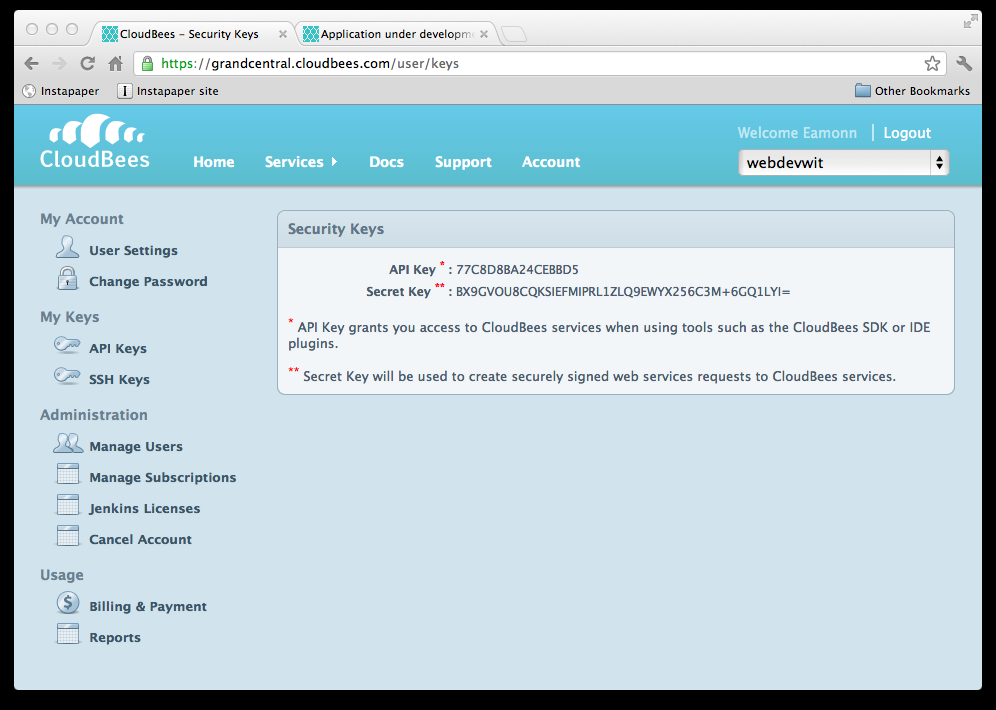 CloudBees – Security Keys
Application under developm
https://grandcentral.cloudbees.com/user/keys
Instapaper
Instapaper site
Other Bookmarks
CloudBees
Home
Services
Docs
Support
Account
Welcome Eamonn
Logout
webdevwit
My Account
User Settings
Change Password
My Keys
API Keys
SSH Keys
Administration
Manage Users
Manage Subscriptions
Jenkins Licenses
Cancel Account
Usage
Billing & Payment
Reports
Security Keys
API Key * : 77C8D8BA24CEBBD5
Secret Key ** : BX9GVOU8CQKSIEFMIPRL1ZLQ9EWYX256C3M+6GQ1LYI=
* API Key grants you access to CloudBees services when using tools such as the CloudBees SDK or IDE
plugins.
** Secret Key will be used to create securely signed web services requests to CloudBees services.